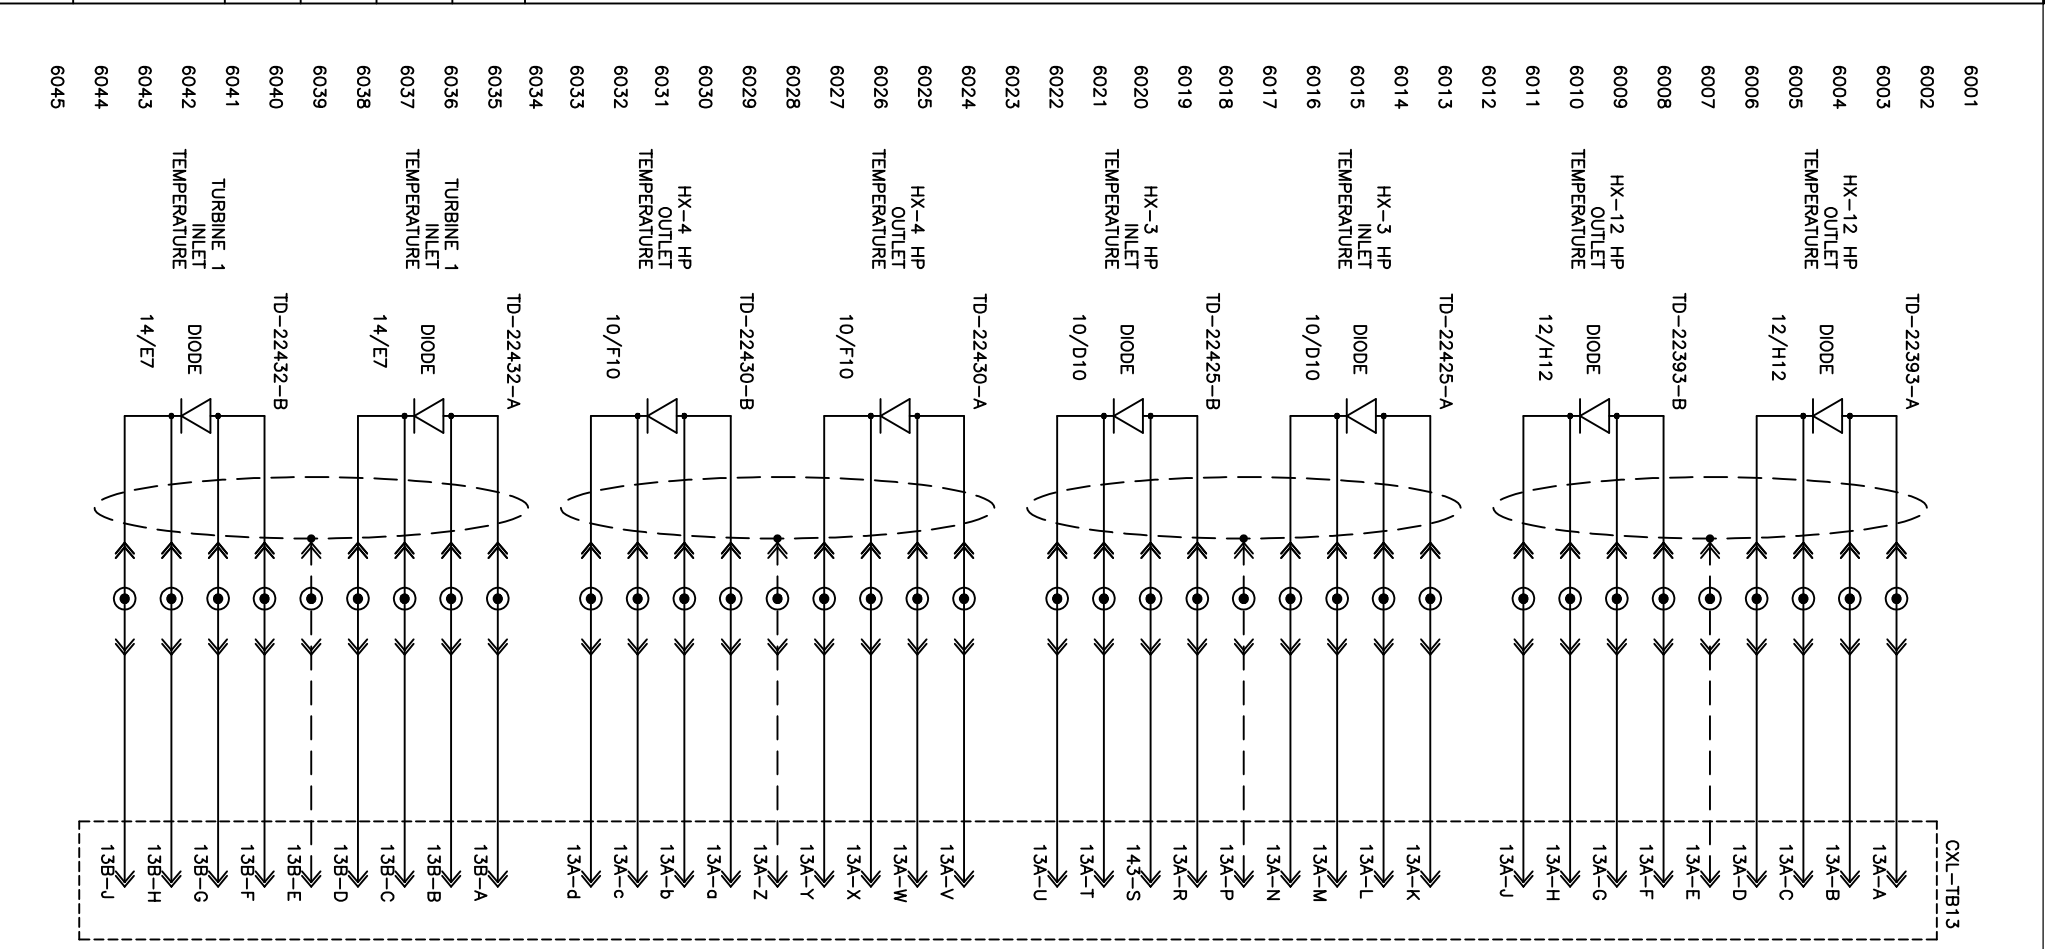 6001
6002
6003
6004
6005
6006
6007
6008
6009
6010
6011
6012
6013
6014
6015
6016
6017
6018
6019
6020
6021
6022
6023
6024
6025
6026
6027
6028
6029
6030
6031
6032
6033
6034
6035
6036
6037
6038
6039
6040
6041
6042
6043
6044
6045
HX-12 HP
OUTLET
TEMPERATURE
HX-12 HP
OUTLET
TEMPERATURE
HX-3 HP
INLET
TEMPERATURE
HX-3 HP
INLET
TEMPERATURE
HX-4 HP
OUTLET
TEMPERATURE
HX-4 HP
OUTLET
TEMPERATURE
TURBINE 1
INLET
TEMPERATURE
TURBINE 1
INLET
TEMPERATURE
TD-22393-A
DIODE
12/H12
TD-22393-B
DIODE
12/H12
TD-22425-A
DIODE
10/D10
TD-22425-B
DIODE
10/D10
TD-22430-A
10/F10
TD-22430-B
10/F10
TD-22432-A
DIODE
14/E7
TD-22432-B
DIODE
14/E7
CXL-TB13
13A-A
13A-B
13A-C
13A-D
13A-E
13A-F
13A-G
13A-H
13A-J
13A-K
13A-L
13A-M
13A-N
13A-P
13A-R
143-S
13A-T
13A-U
13A-V
13A-W
13A-X
13A-Y
13A-Z
13A-a
13A-b
13A-c
13A-d
13B-A
13B-B
13B-C
13B-D
13B-E
13B-F
13B-G
13B-H
13B-J